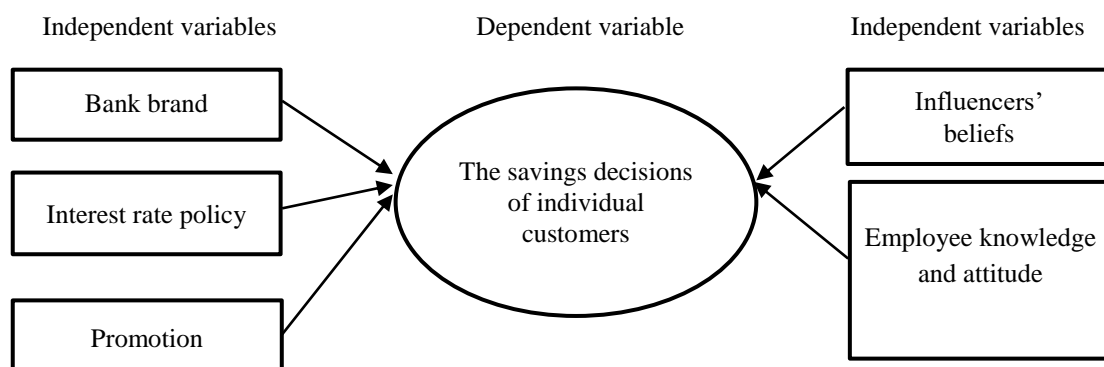 Independent variables
Dependent variable
Independent variables
Bank brand
Interest rate policy
Promotion
The savings decisions
of individual
customers
Influencers’
beliefs
Employee knowledge
and attitude